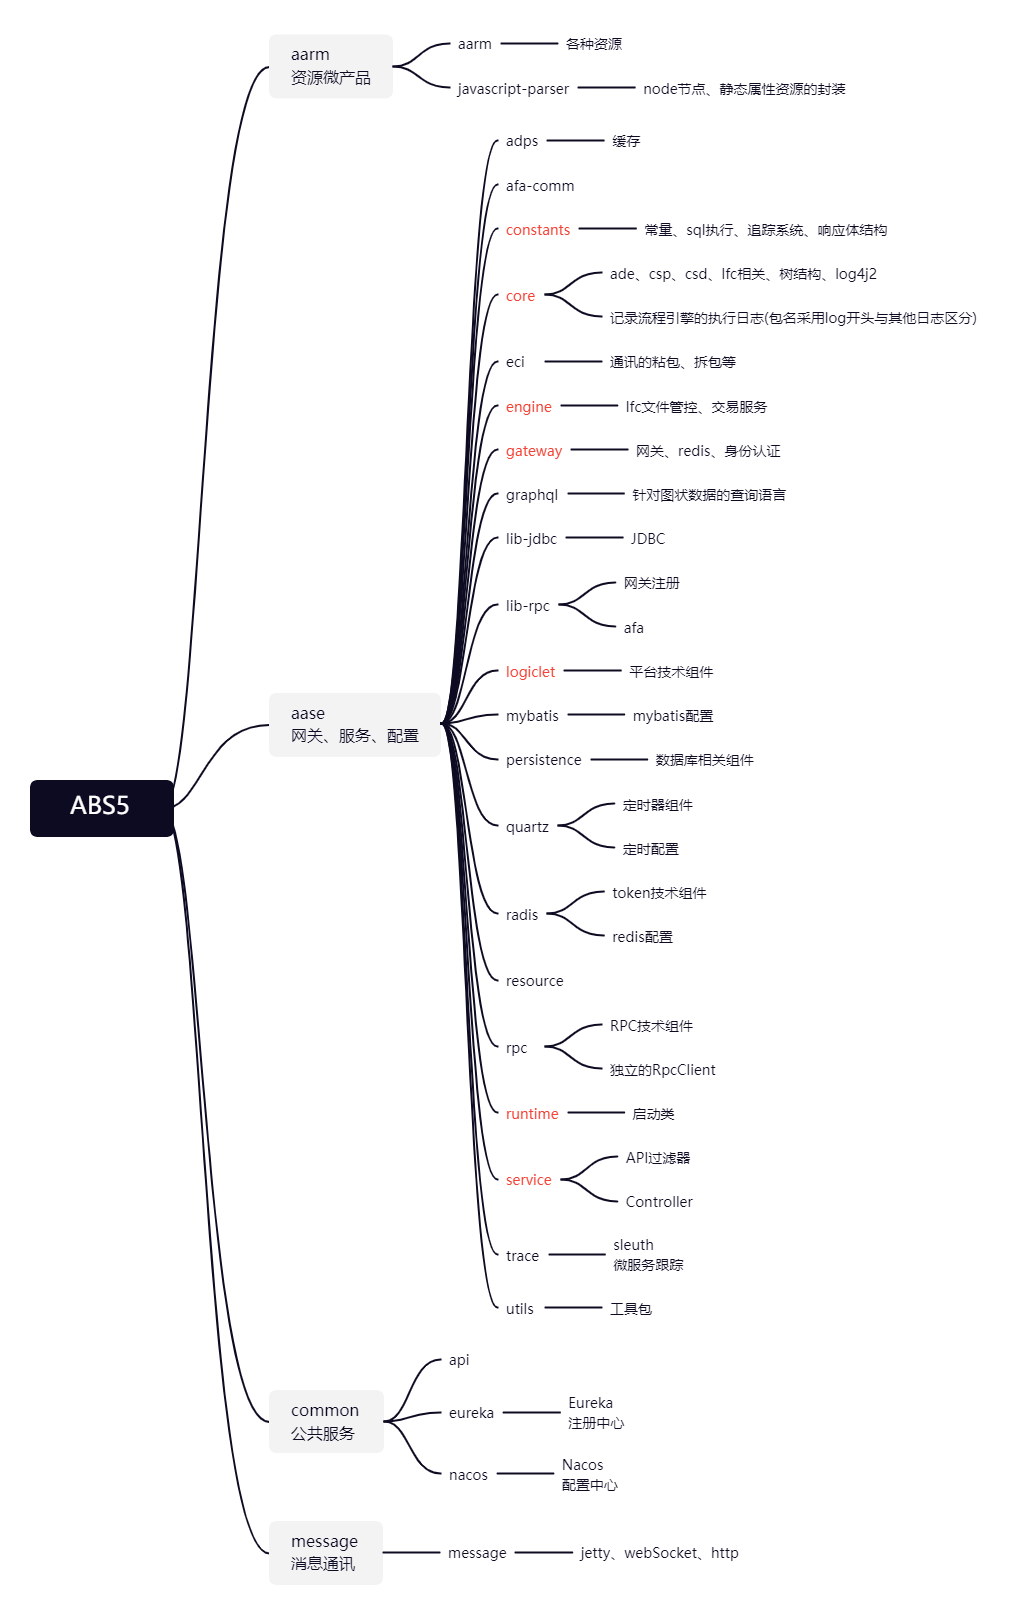 aarm
资源微产品
aarm
各种资源
javascript-parser
node节点、静态属性资源的封装
adps
缓存
afa-comm
constants
常量、sql执行、追踪系统、响应体结构
core
ade、csp、csd、lfc相关、树结构、log4j2
记录流程引擎的执行日志(包名采用log开头与其他日志区分)
eci
通讯的粘包、拆包等
engine
lfc文件管控、交易服务
gateway
网关、redis、身份认证
graphql
针对图状数据的查询语言
lib-jdbc
JDBC
lib-rpc
网关注册
afa
logiclet
平台技术组件
aase
网关、服务、配置
mybatis
mybatis配置
persistence
数据库相关组件
ABS5
quartz
定时器组件
定时配置
radis
token技术组件
redis配置
resource
rpc
RPC技术组件
独立的RpcClient
runtime
启动类
service
API过滤器
Controller
trace
sleuth
微服务跟踪
utils
工具包
common
公共服务
api
eureka
Eureka
注册中心
nacos
Nacos
配置中心
message
消息通讯
message
jetty、webSocket、http